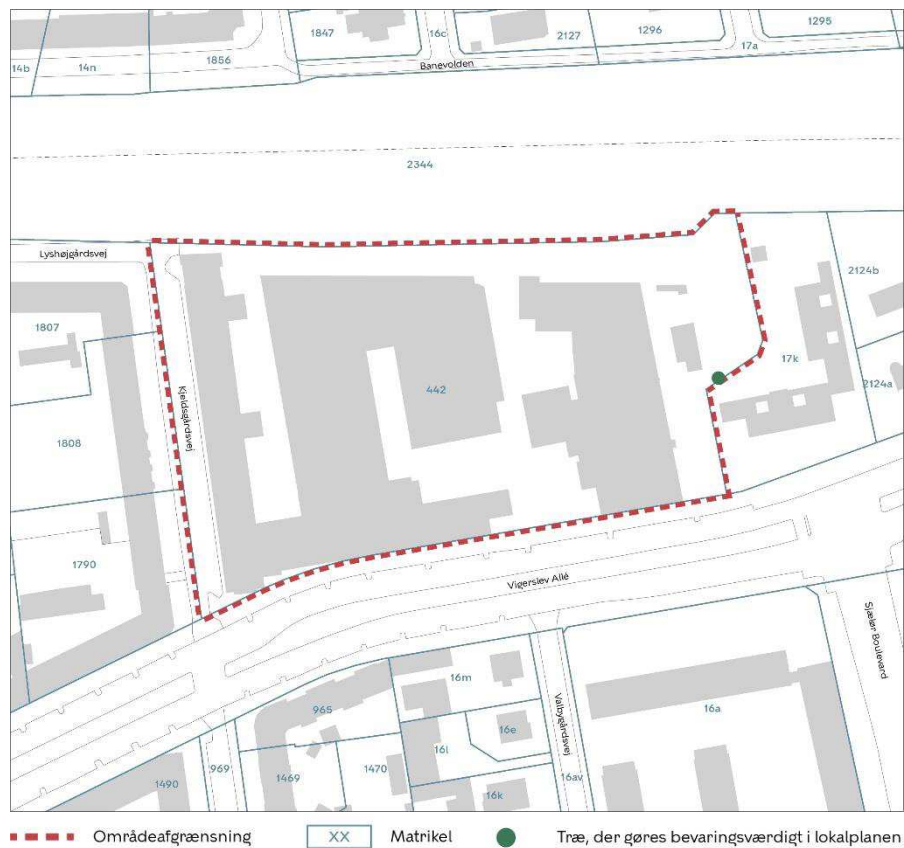 1847
16c
2127
1296
1295
17a
14b
14n
1856
Banevolden
2344
Lyshøjgårdsvej
2124b
1807
17k
2124a
442
Kjeldsgårdsvej
1808
1790
Vigerslev Allé
Sjælør Boulevard
16m
965
16a
16e
Valbygårdsvej
16l
969
1469
1470
1490
16k
16av
Områdeafgrænsning
XX
Matrikel
Træ, der gøres bevaringsværdigt i lokalplanen